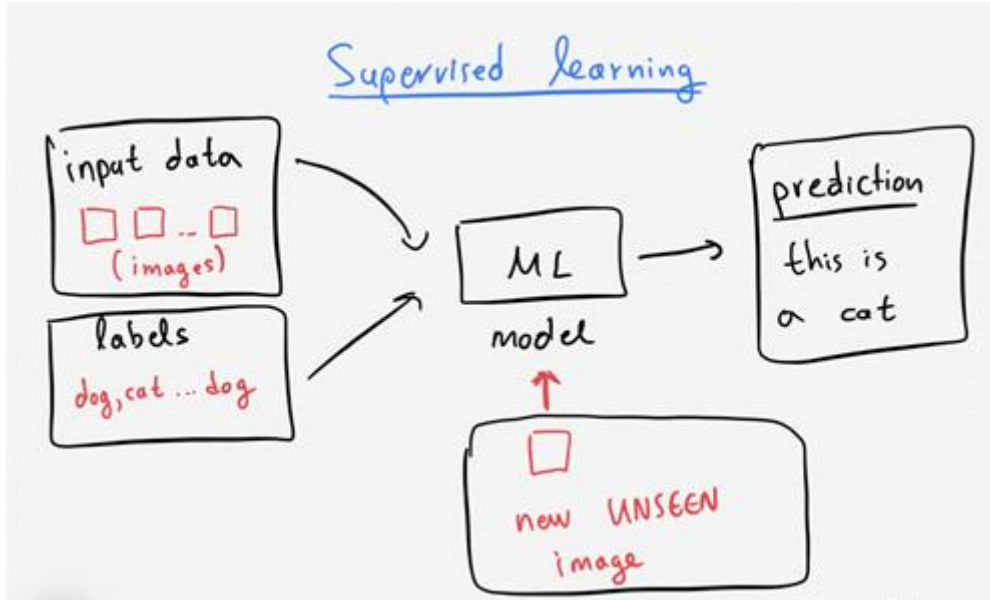 Supervised learning
input data
(images)
labels
dog, cat ... dog
ML
model
new UNSEEN
image
prediction
this is
a cat